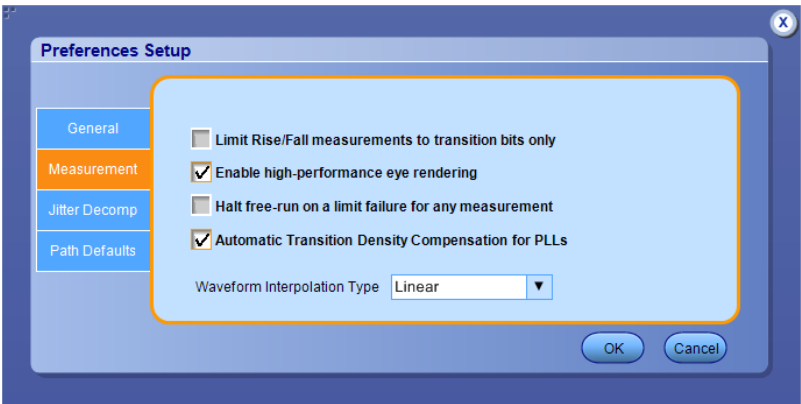 X
Preferences Setup
General
Measurement
Jitter Decomp
Path Defaults
Limit Rise/Fall measurements to transition bits only
Enable high-performance eye rendering
Halt free-run on a limit failure for any measurement
Automatic Transition Density Compensation for PLLs
Waveform Interpolation Type Linear
OK Cancel